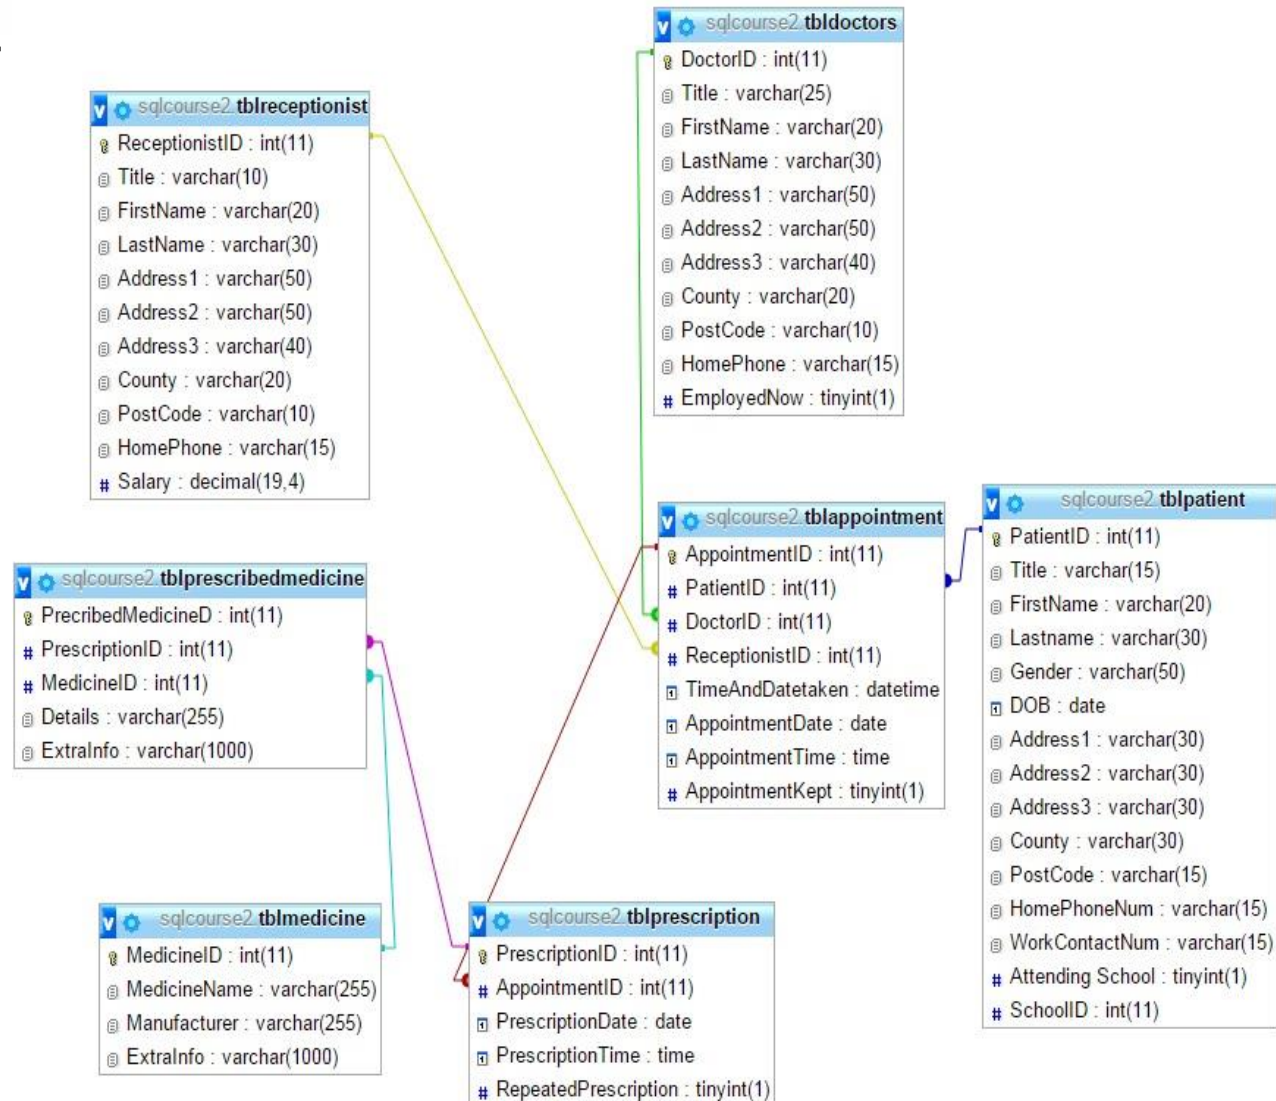 sqlcourse2.tblreceptionist
ReceptionistID : int(11)
Title : varchar(10)
FirstName : varchar(20)
LastName : varchar(30)
Address1 : varchar(50)
Address2 : varchar(50)
Address3 : varchar(40)
County : varchar(20)
PostCode : varchar(10)
HomePhone : varchar(15)
Salary : decimal(19,4)
sqlcourse2.tbldoctors
DoctorID : int(11)
Title : varchar(25)
FirstName : varchar(20)
LastName : varchar(30)
Address1 : varchar(50)
Address2 : varchar(50)
Address3 : varchar(40)
County : varchar(20)
PostCode : varchar(10)
HomePhone : varchar(15)
# EmployedNow : tinyint(1)
sqlcourse2.tblprescribedmedicine
PrecribedMedicineD : int(11)
# PrescriptionID : int(11)
# MedicineID : int(11)
Details : varchar(255)
ExtraInfo : varchar(1000)
sqlcourse2.tblappointment
AppointmentID : int(11)
# PatientID : int(11)
# DoctorID : int(11)
# ReceptionistID : int(11)
TimeAndDatetaken : datetime
AppointmentDate : date
AppointmentTime : time
# AppointmentKept : tinyint(1)
sqlcourse2.tblpatient
PatientID : int(11)
Title : varchar(15)
FirstName : varchar(20)
Lastname : varchar(30)
Gender : varchar(50)
DOB : date
Address1 : varchar(30)
Address2 : varchar(30)
Address3 : varchar(30)
County : varchar(30)
PostCode : varchar(15)
HomePhoneNum : varchar(15)
WorkContactNum : varchar(15)
# Attending School : tinyint(1)
# SchoolID : int(11)
sqlcourse2.tblmedicine
MedicineID : int(11)
MedicineName : varchar(255)
Manufacturer : varchar(255)
ExtraInfo : varchar(1000)
sqlcourse2.tblprescription
PrescriptionID : int(11)
# AppointmentID : int(11)
PrescriptionDate : date
PrescriptionTime : time
# RepeatedPrescription : tinyint(1)